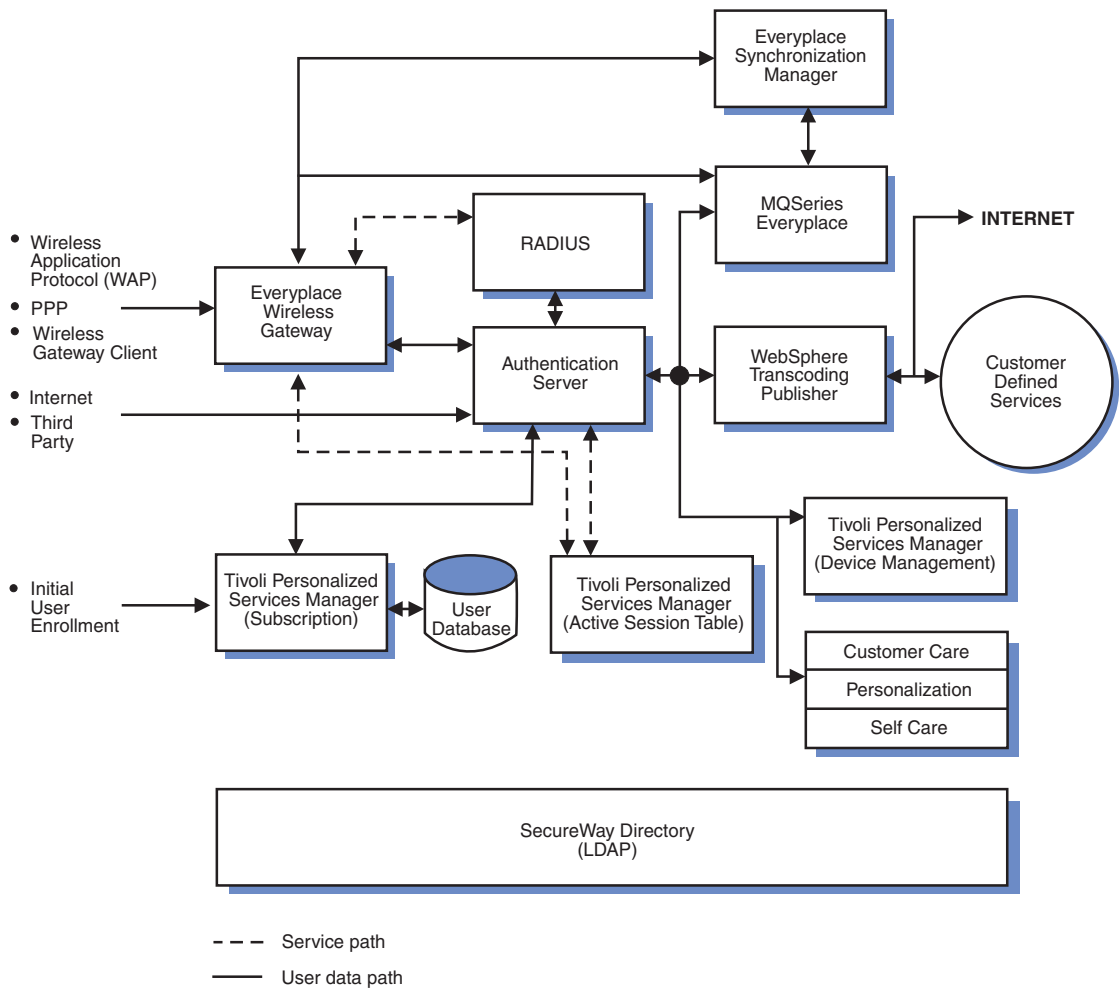 Everyplace
Synchronization
Manager
MQSeries
Everyplace
INTERNET
RADIUS
• Wireless
Application
Protocol (WAP)
• PPP
• Wireless
Gateway Client
Everyplace
Wireless
Gateway
Authentication
Server
WebSphere
Transcoding
Publisher
Customer
Defined
Services
• Internet
• Third
Party
Tivoli Personalized
Services Manager
(Device Management)
• Initial
User
Enrollment
Tivoli Personalized
Services Manager
(Subscription)
User
Database
Tivoli Personalized
Services Manager
(Active Session Table)
Customer Care
Personalization
Self Care
SecureWay Directory
(LDAP)
Service path
User data path